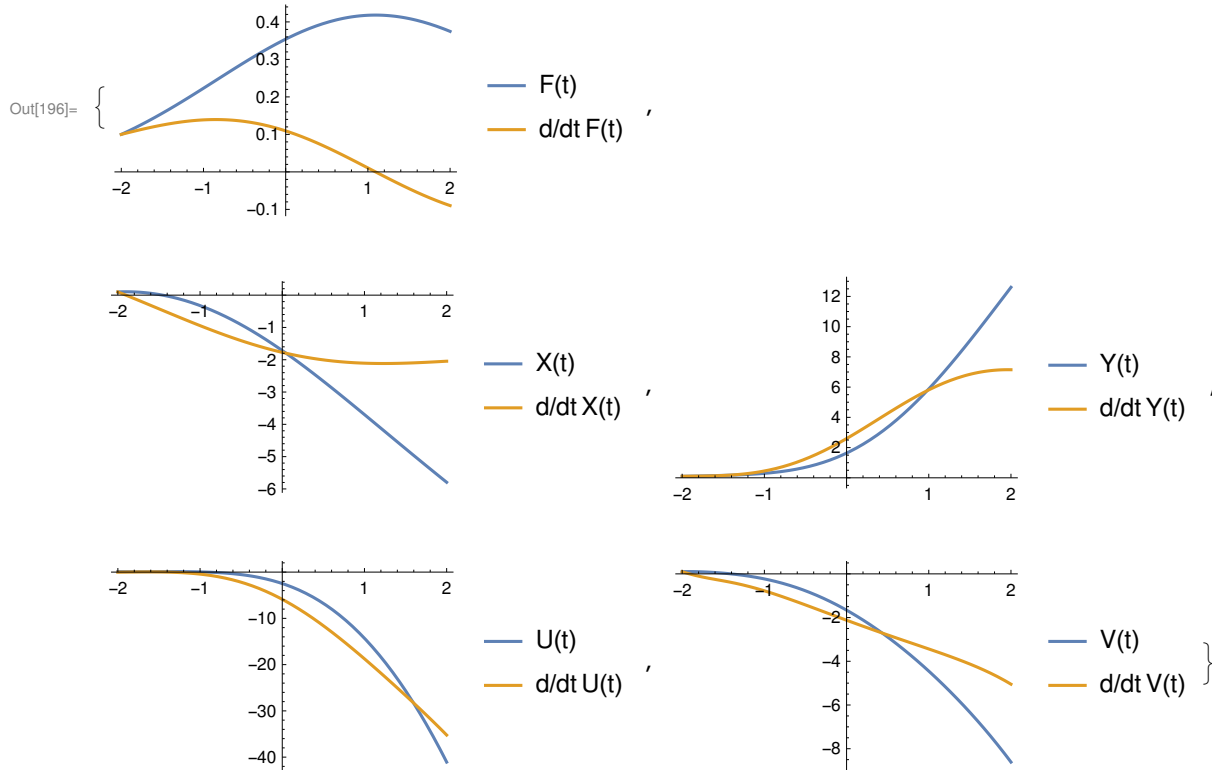 0.4
0.3
Out[196]= { 0.2 F(t)
0.1 d/dt F(t) ,
−2 −1 1 2
−0.1
−2 −1 1 2
−1
−2 X(t)
−3 d/dt X(t) ,
−4
−5
−6
12
10
8 Y(t)
6 d/dt Y(t) ,
4
2
−2 −1 1 2
−2 −1 1 2
−10
−20 U(t)
−30 d/dt U(t) ,
−40
−2 −1 1 2
−2
−4 V(t)
−6 d/dt V(t) }
−8